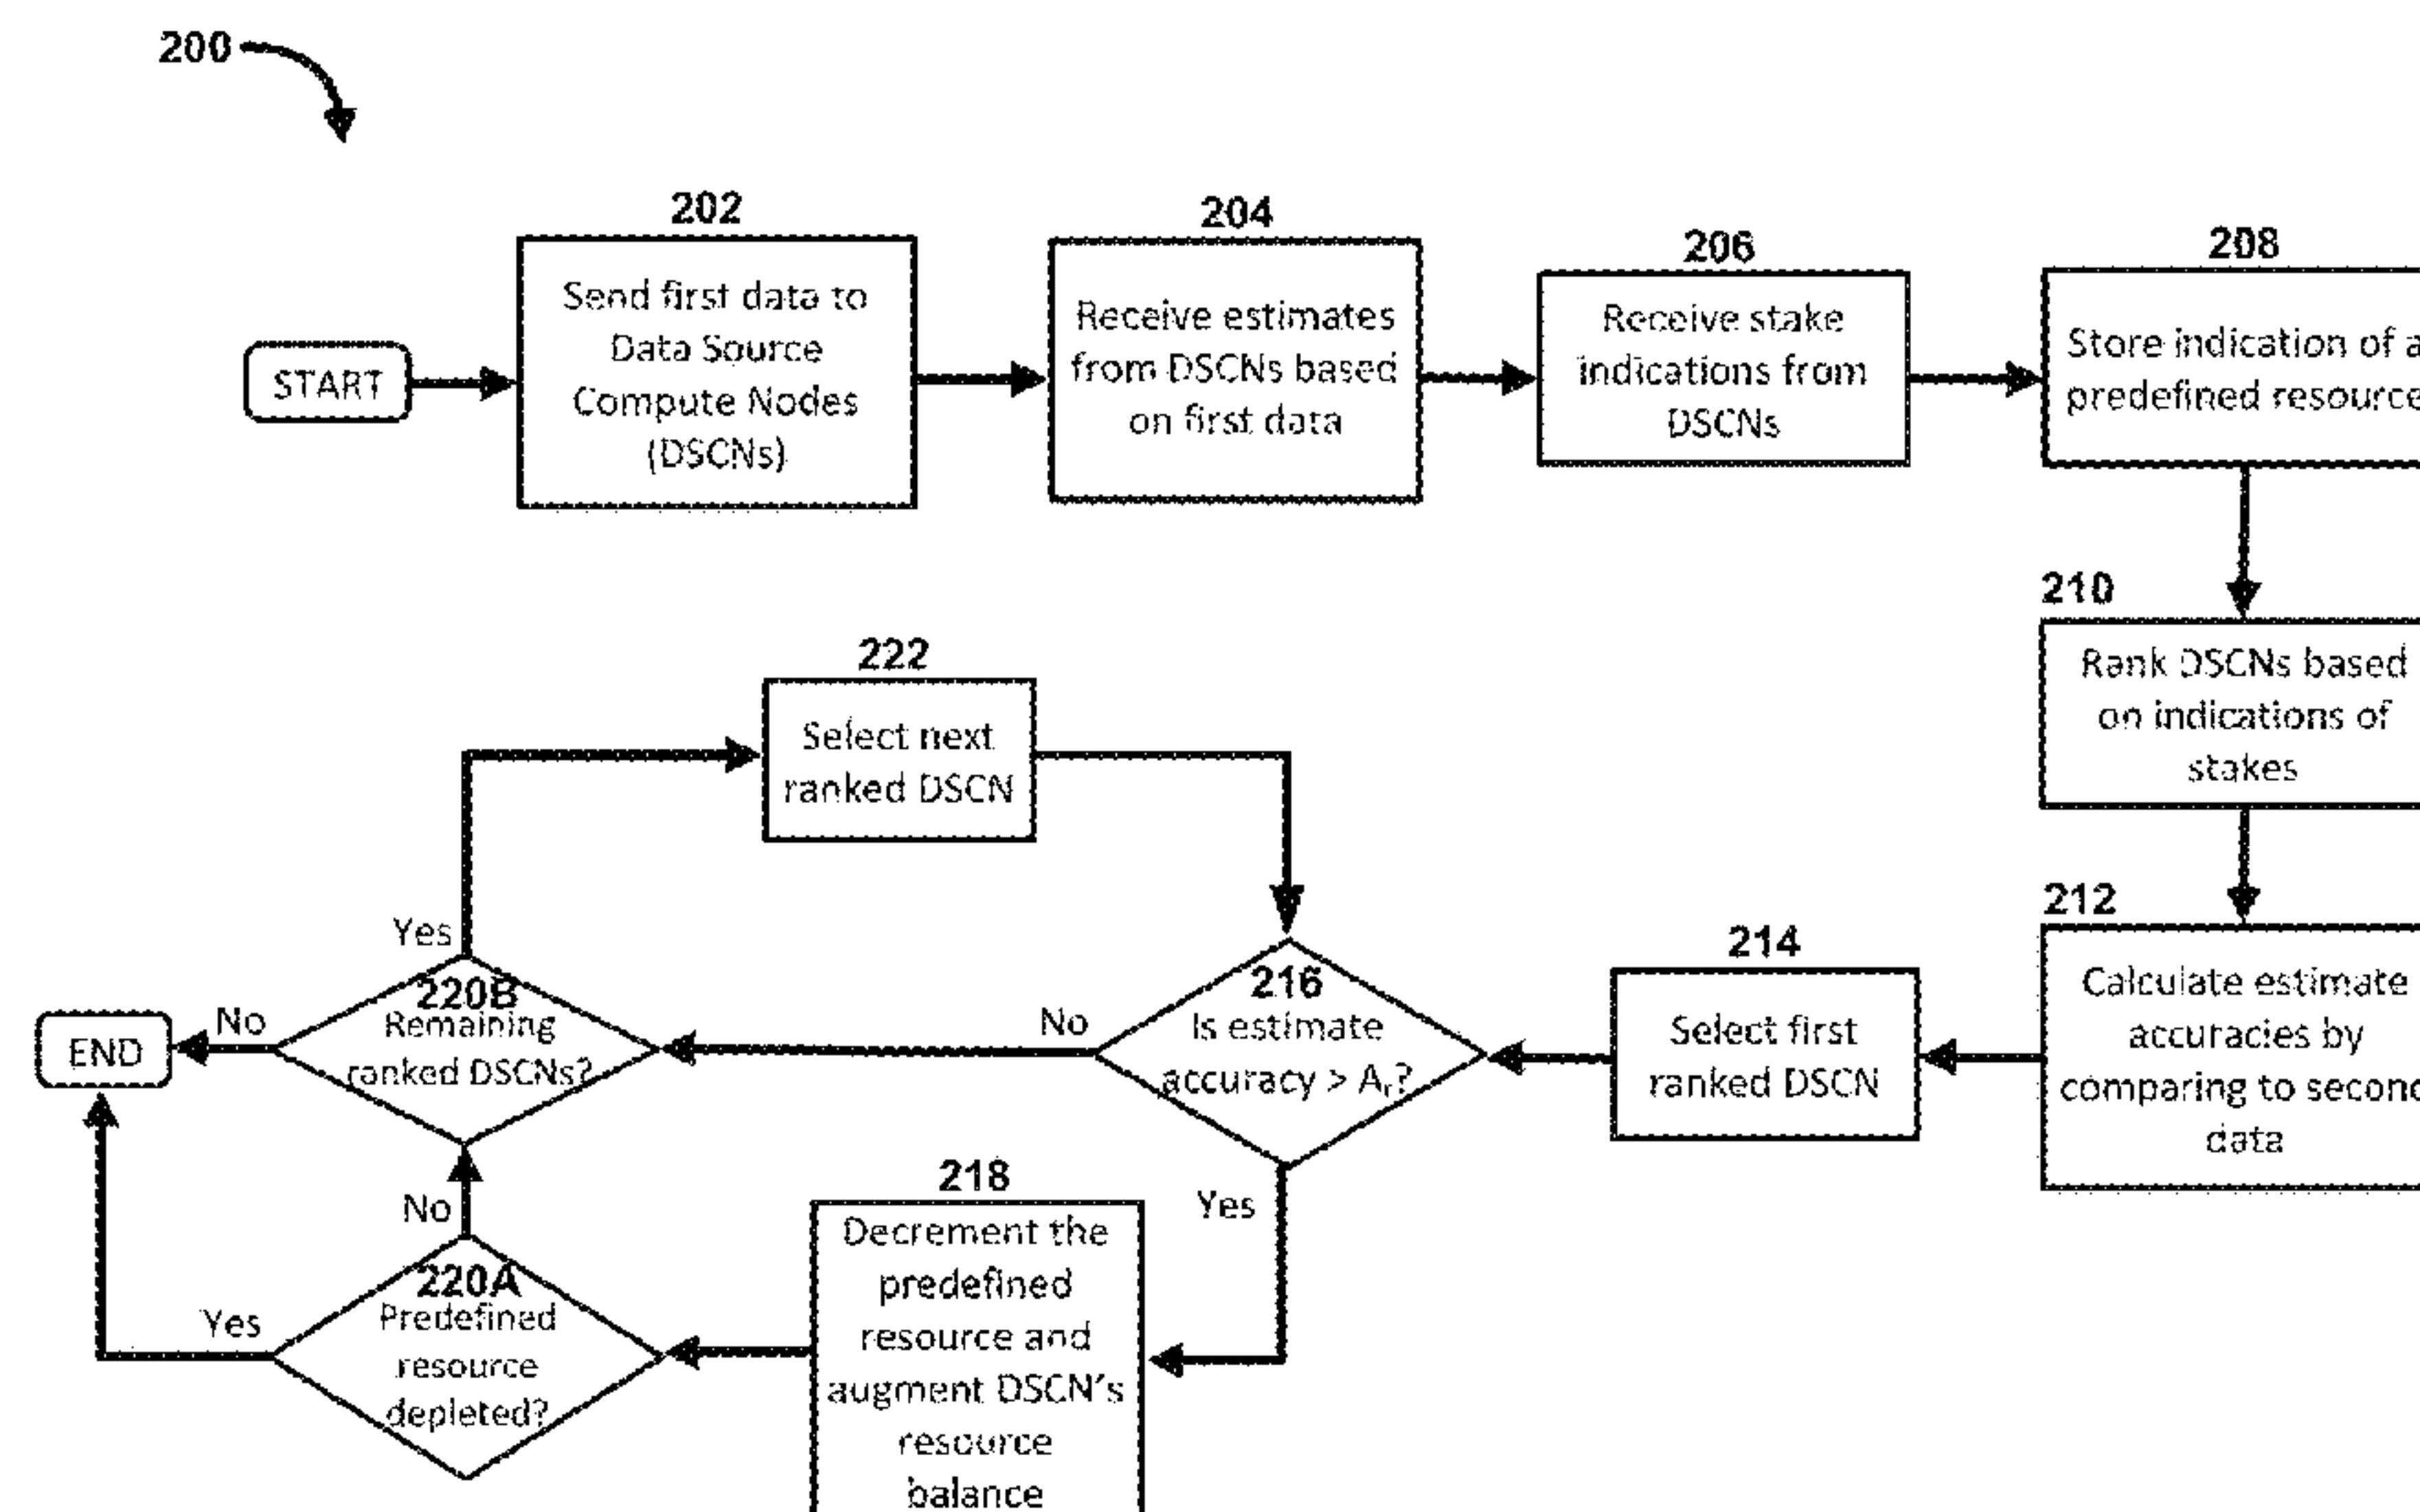 200
202
Send first data to
Data Source
Compute Nodes
(DSCNs)
204
Receive estimates
from DSCNs based
on first data
206
Receive stake
indications from
DSCNs
208
Store indication of a
predefined resource
START
210
Rank DSCNs based
on indications of
stakes
222
Select next
ranked DSCN
212
Calculate estimate
accuracies by
comparing to second
data
214
Select first
ranked DSCN
216
Is estimate
accuracy > Aᵣ?
No
Yes
220B
Remaining
ranked DSCNs?
Yes
No
END
218
Decrement the
predefined
resource and
augment DSCN's
resource
balance
220A
Predefined
resource
depleted?
No
Yes